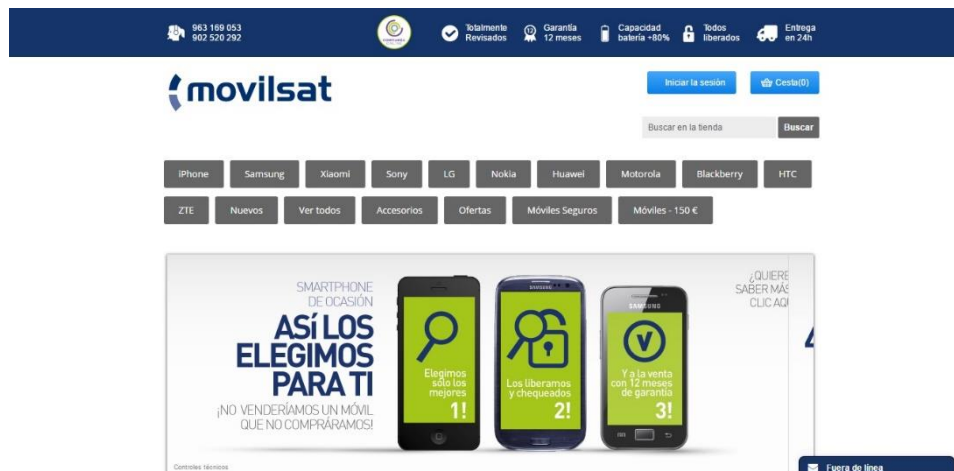 963 169 053
902 520 292
Totalmente
Revisados
Garantía
12 meses
Capacidad
batería +80%
Todos
liberados
Entrega
en 24h
movilsat
Iniciar la sesión
Cesta(0)
Buscar en la tienda
Buscar
iPhone
Samsung
Xiaomi
Sony
LG
Nokia
Huawei
Motorola
Blackberry
HTC
ZTE
Nuevos
Ver todos
Accesorios
Ofertas
Móviles Seguros
Móviles - 150 €
SMARTPHONE
DE OCASIÓN
ASÍ LOS
ELEGIMOS
PARA TI
¡NO VENDERÍAMOS UN MÓVIL
QUE NO COMPRÁRAMOS!
Elegimos
sólo los
mejores
1!
SAMSUNG
Los liberamos
y chequeados
2!
SAMSUNG
Y a la venta
con 12 meses
de garantía
3!
¿QUIERE
SABER MÁS
CLIC AQU
4
Controles técnicos
Fuera de línea